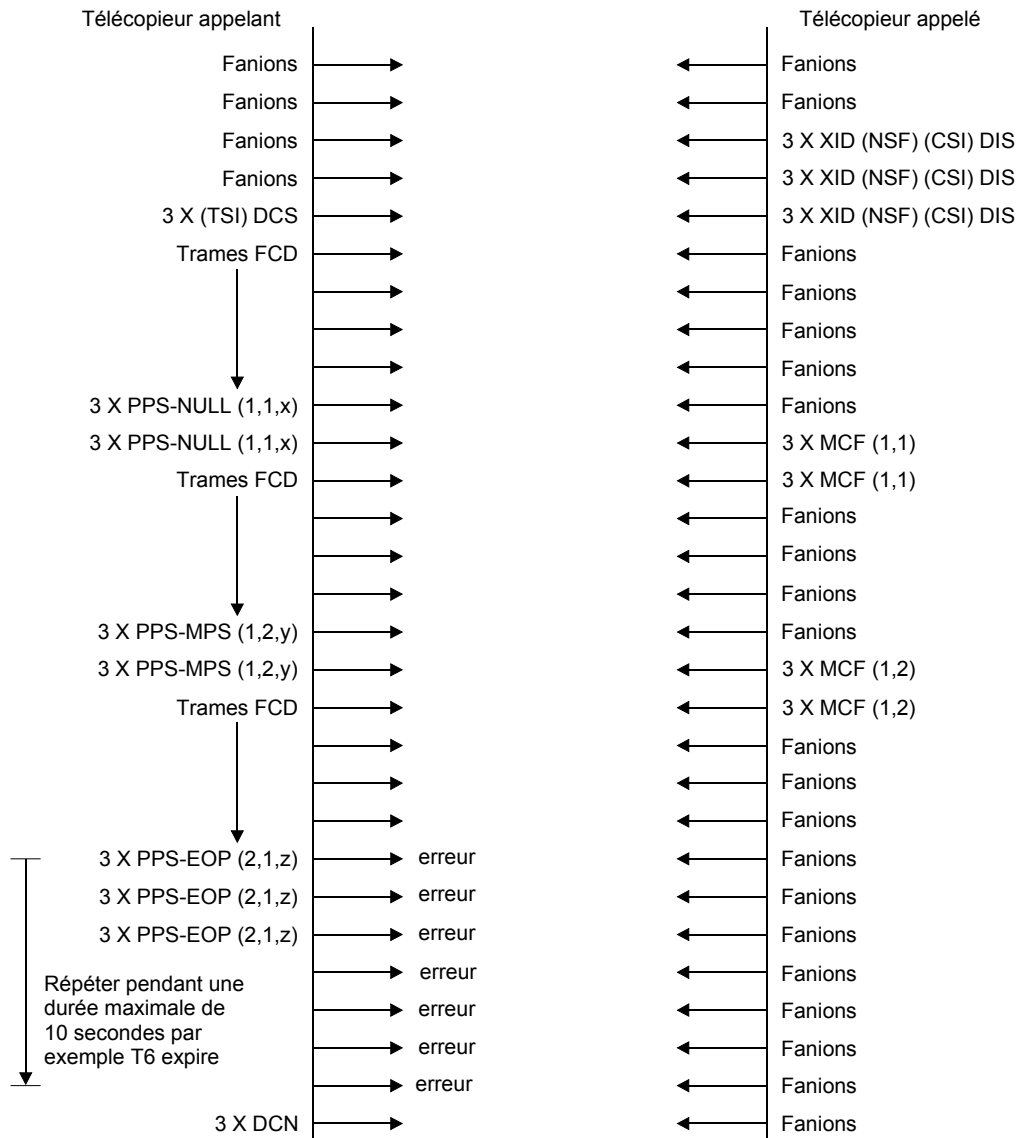 Télécopieur appelant Télécopieur appelé
Fanions Fanions
Fanions Fanions
Fanions 3 X XID (NSF) (CSI) DIS
Fanions 3 X XID (NSF) (CSI) DIS
3 X (TSI) DCS 3 X XID (NSF) (CSI) DIS
Trames FCD Fanions
Fanions
Fanions
Fanions
3 X PPS-NULL (1,1,x) Fanions
3 X PPS-NULL (1,1,x) 3 X MCF (1,1)
Trames FCD 3 X MCF (1,1)
Fanions
Fanions
Fanions
3 X PPS-MPS (1,2,y) Fanions
3 X PPS-MPS (1,2,y) 3 X MCF (1,2)
Trames FCD 3 X MCF (1,2)
Fanions
Fanions
Fanions
3 X PPS-EOP (2,1,z) erreur Fanions
3 X PPS-EOP (2,1,z) erreur Fanions
3 X PPS-EOP (2,1,z) erreur Fanions
erreur Fanions
Répéter pendant une
durée maximale de
10 secondes par
exemple T6 expire
erreur Fanions
erreur Fanions
erreur Fanions
3 X DCN Fanions